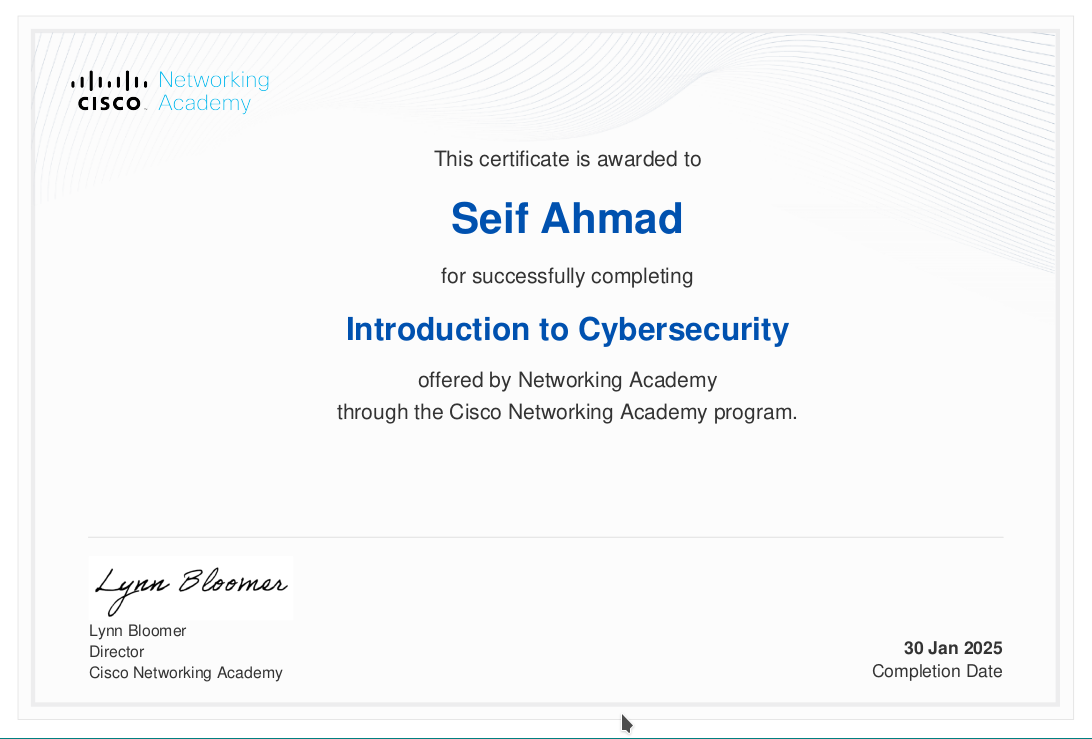 Networking
CISCO Academy
This certificate is awarded to
Seif Ahmad
for successfully completing
Introduction to Cybersecurity
offered by Networking Academy
through the Cisco Networking Academy program.
Lynn Bloomer
Lynn Bloomer
Director
Cisco Networking Academy
30 Jan 2025
Completion Date